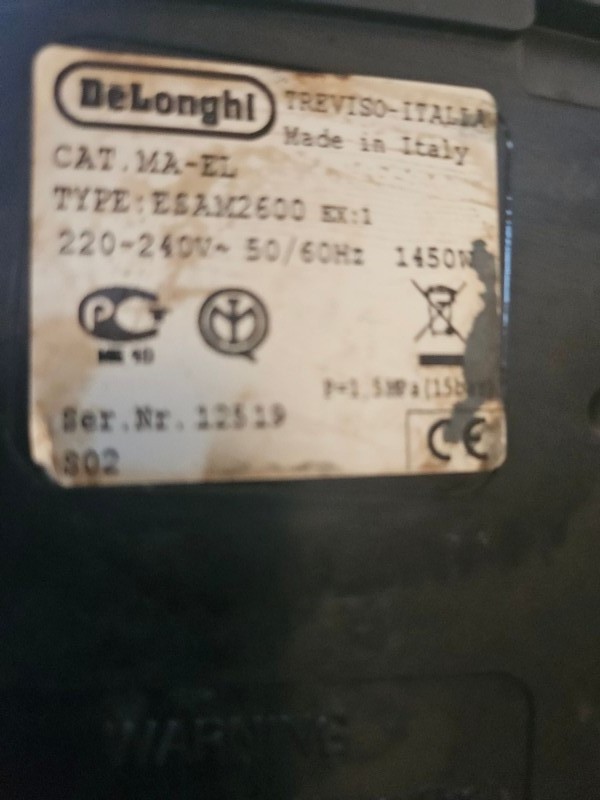 DeLonghi
TREVISO-ITALIA
Made in Italy
CAT.MA-EL
TYPE:ESAM2600 EX:1
220-240V~ 50/60Hz 1450W
P=1,5MPa(15bar)
Ser.Nr. 12519
S02
CE
WARNING